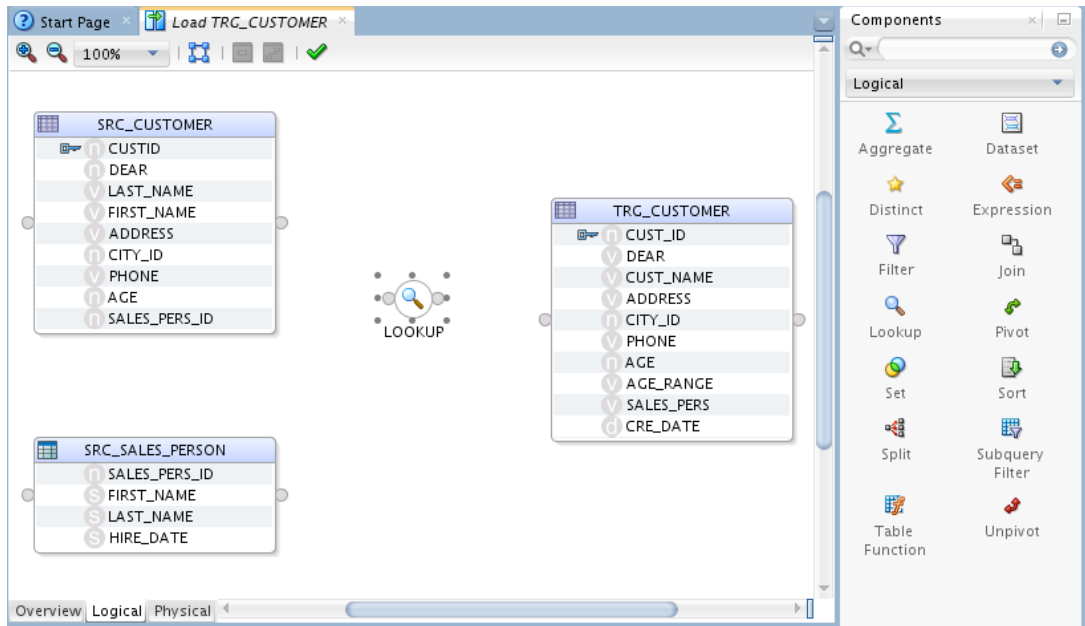 Start Page
Load TRG_CUSTOMER
100%
SRC_CUSTOMER
n CUSTID
n DEAR
v LAST_NAME
v FIRST_NAME
v ADDRESS
n CITY_ID
v PHONE
n AGE
n SALES_PERS_ID
LOOKUP
SRC_SALES_PERSON
n SALES_PERS_ID
S FIRST_NAME
S LAST_NAME
S HIRE_DATE
TRG_CUSTOMER
n CUST_ID
v DEAR
v CUST_NAME
v ADDRESS
n CITY_ID
v PHONE
n AGE
v AGE_RANGE
v SALES_PERS
d CRE_DATE
Overview Logical Physical
Components
Logical
Aggregate Dataset
Distinct Expression
Filter Join
Lookup Pivot
Set Sort
Split Subquery
Filter
Table Unpivot
Function